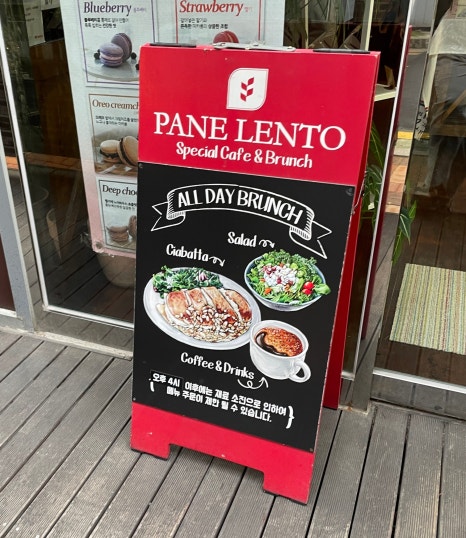 Blueberry
Strawberry
Oreo creamch
Deep choc
PANE LENTO
Special Cafe & Brunch
ALL DAY BRUNCH
Salad
Ciabatta
Coffee & Drinks
오후 4시 이후에는 재료 소진으로 인하여
메뉴 주문이 제한 될 수 있습니다.